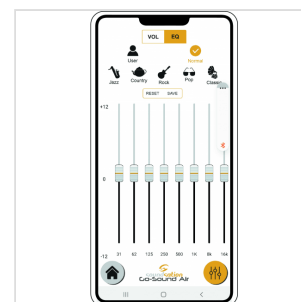 VOL EQ
User Normal
Jazz Country Rock Pop Classic
RESET SAVE
+12
0
-12
31 62 125 250 500 1K 8k 16k
soundvation
Go-Sound Air